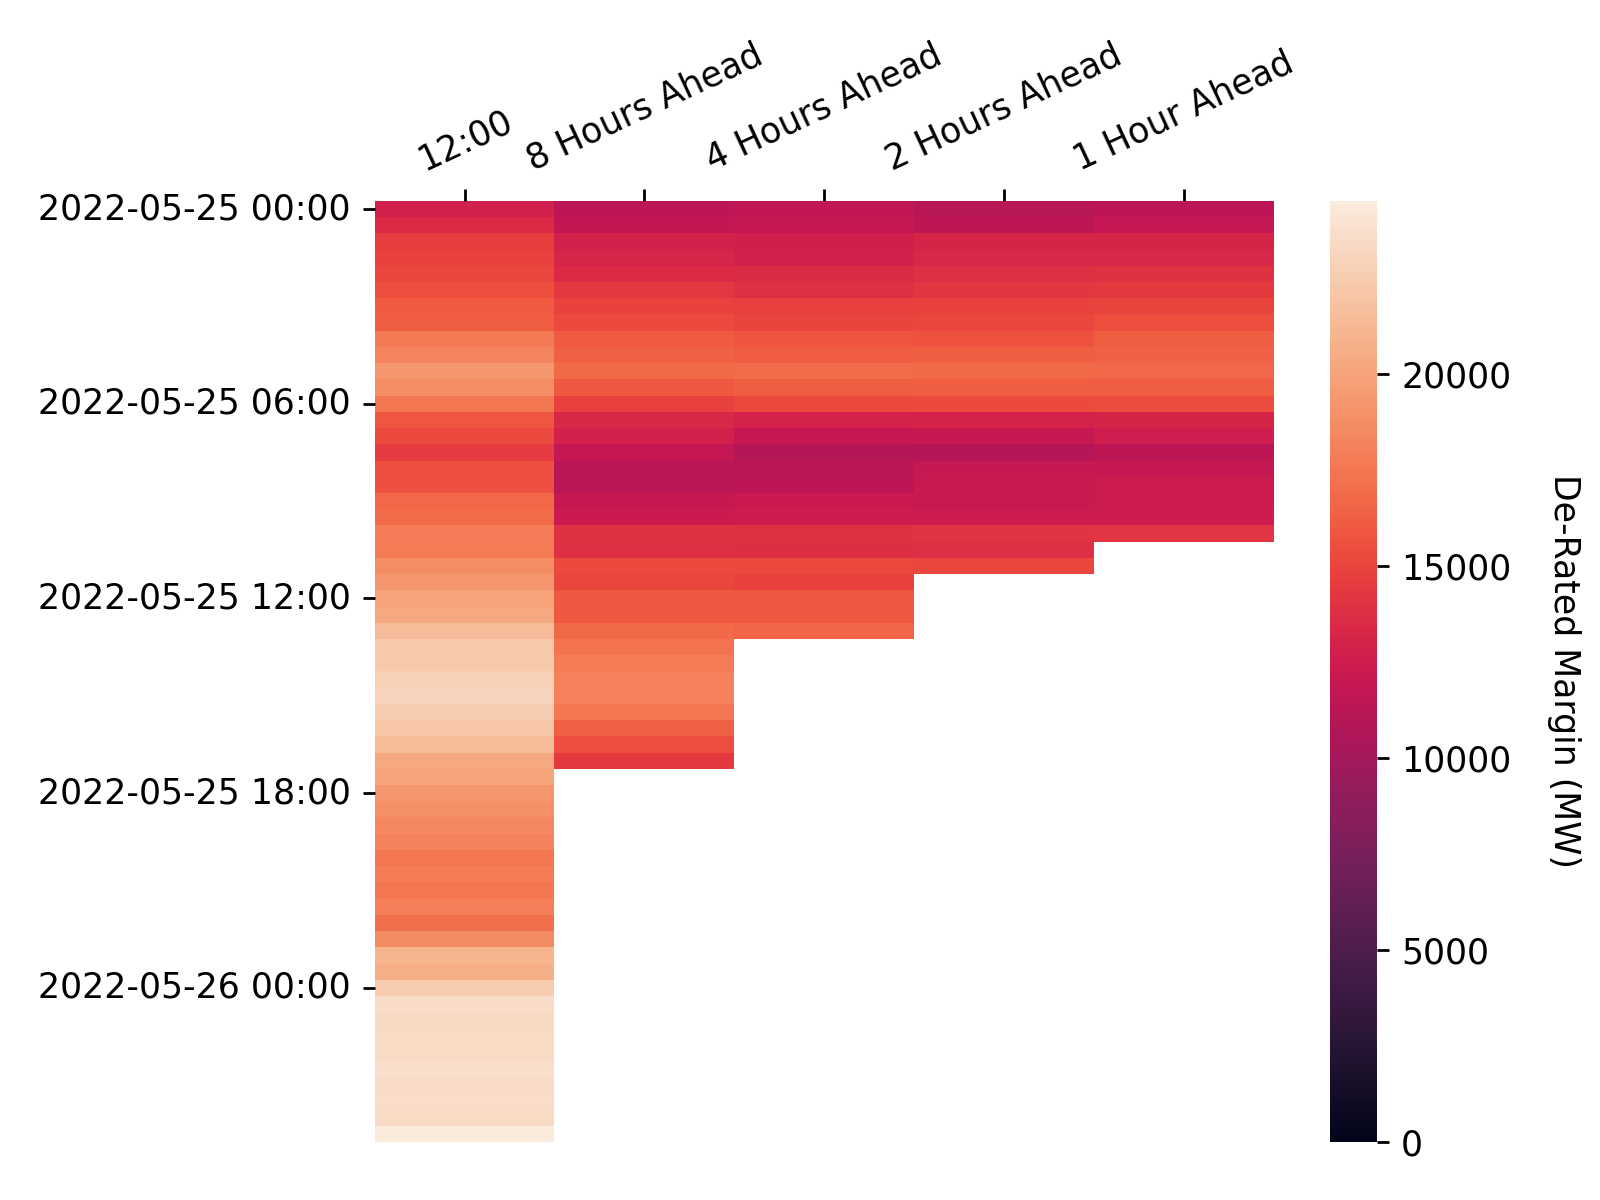 12:00
8 Hours Ahead
4 Hours Ahead
2 Hours Ahead
1 Hour Ahead
2022-05-25 00:00
2022-05-25 06:00
2022-05-25 12:00
2022-05-25 18:00
2022-05-26 00:00
20000
15000
10000
5000
0
De-Rated Margin (MW)